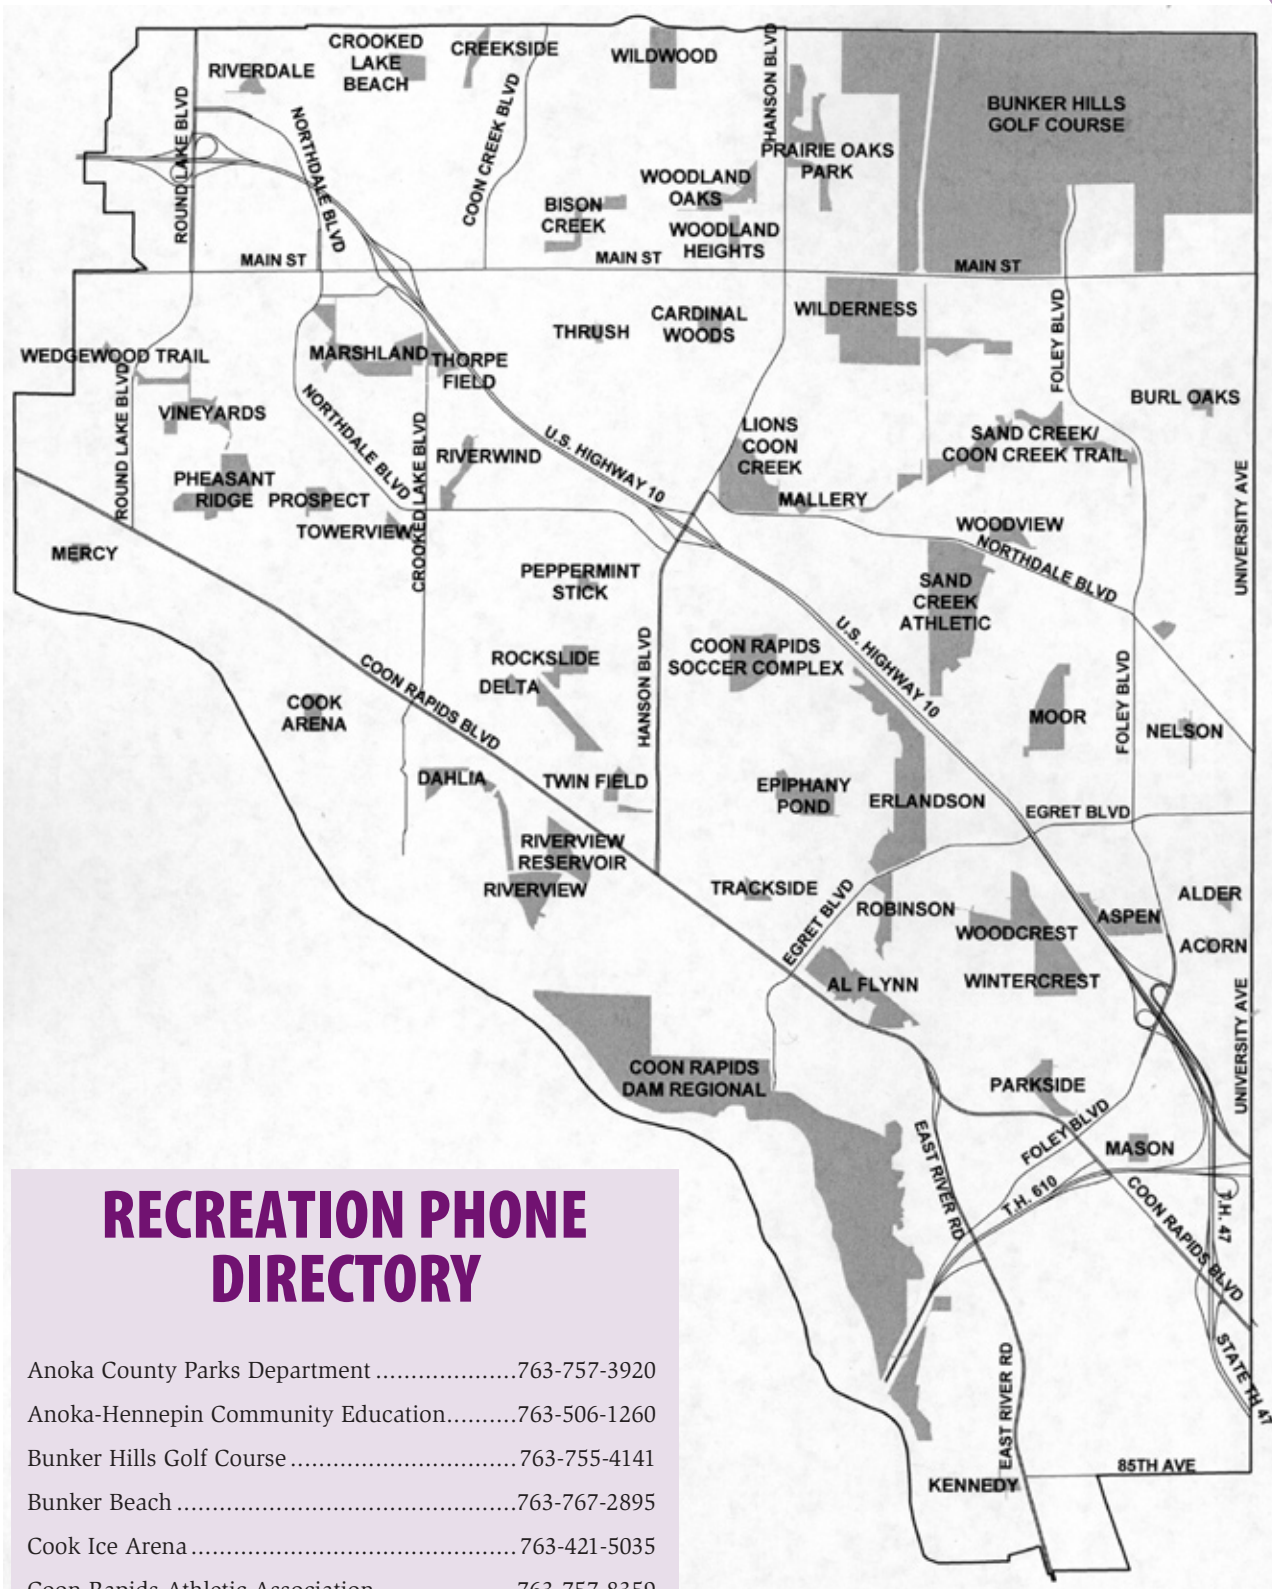 CROOKED
LAKE
BEACH
CREEKSIDE
WILDWOOD
RIVERDALE
HANSON BLVD
BUNKER HILLS
GOLF COURSE
ROUND LAKE BLVD
NORTHDALE BLVD
COON CREEK BLVD
PRAIRIE OAKS
PARK
WOODLAND
OAKS
BISON
CREEK
WOODLAND
HEIGHTS
MAIN ST
MAIN ST
MAIN ST
WILDERNESS
CARDINAL
WOODS
THRUSH
FOLEY BLVD
WEDGEWOOD TRAIL
MARSHLAND
THORPE
FIELD
BURL OAKS
ROUND LAKE BLVD
VINEYARDS
NORTHDALE BLVD
CROOKED LAKE BLVD
RIVERWIND
U.S. HIGHWAY 10
LIONS
COON
CREEK
SAND CREEK/
COON CREEK TRAIL
UNIVERSITY AVE
PHEASANT
RIDGE
PROSPECT
TOWERVIEW
MALLERY
WOODVIEW
NORTHDALE BLVD
MERCY
PEPPERMINT
STICK
SAND
CREEK
ATHLETIC
HANSON BLVD
COON RAPIDS
SOCCER COMPLEX
U.S. HIGHWAY 10
ROCKSLIDE
DELTA
COON RAPIDS BLVD
COOK
ARENA
MOOR
FOLEY BLVD
NELSON
DAHLIA
TWIN FIELD
EPIPHANY
POND
ERLANDSON
EGRET BLVD
RIVERVIEW
RESERVOIR
RIVERVIEW
TRACKSIDE
EGRET BLVD
ROBINSON
WOODCREST
ASPEN
ALDER
ACORN
AL FLYNN
WINTERCREST
UNIVERSITY AVE
COON RAPIDS
DAM REGIONAL
PARKSIDE
FOLEY BLVD
MASON
EAST RIVER RD
T.H. 610
COON RAPIDS BLVD
T.H. 47
STATE TH 47
EAST RIVER RD
85TH AVE
KENNEDY
RECREATION PHONE
DIRECTORY
Anoka County Parks Department ...................763-757-3920
Anoka-Hennepin Community Education..........763-506-1260
Bunker Hills Golf Course ...............................763-755-4141
Bunker Beach ..............................................763-767-2895
Cook Ice Arena............................................763-421-5035
Coon Rapids Athletic Association...................763-757-8359